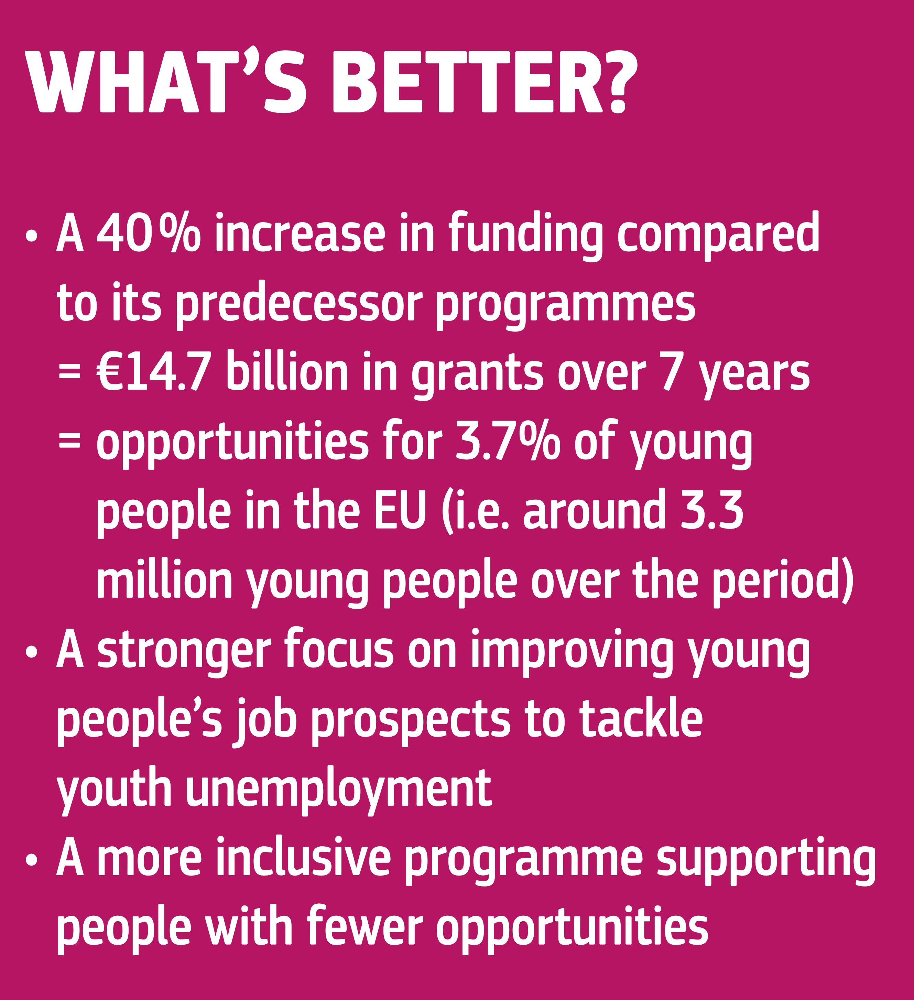 WHAT’S BETTER?
• A 40% increase in funding compared
to its predecessor programmes
= €14.7 billion in grants over 7 years
= opportunities for 3.7% of young
people in the EU (i.e. around 3.3
million young people over the period)
• A stronger focus on improving young
people’s job prospects to tackle
youth unemployment
• A more inclusive programme supporting
people with fewer opportunities